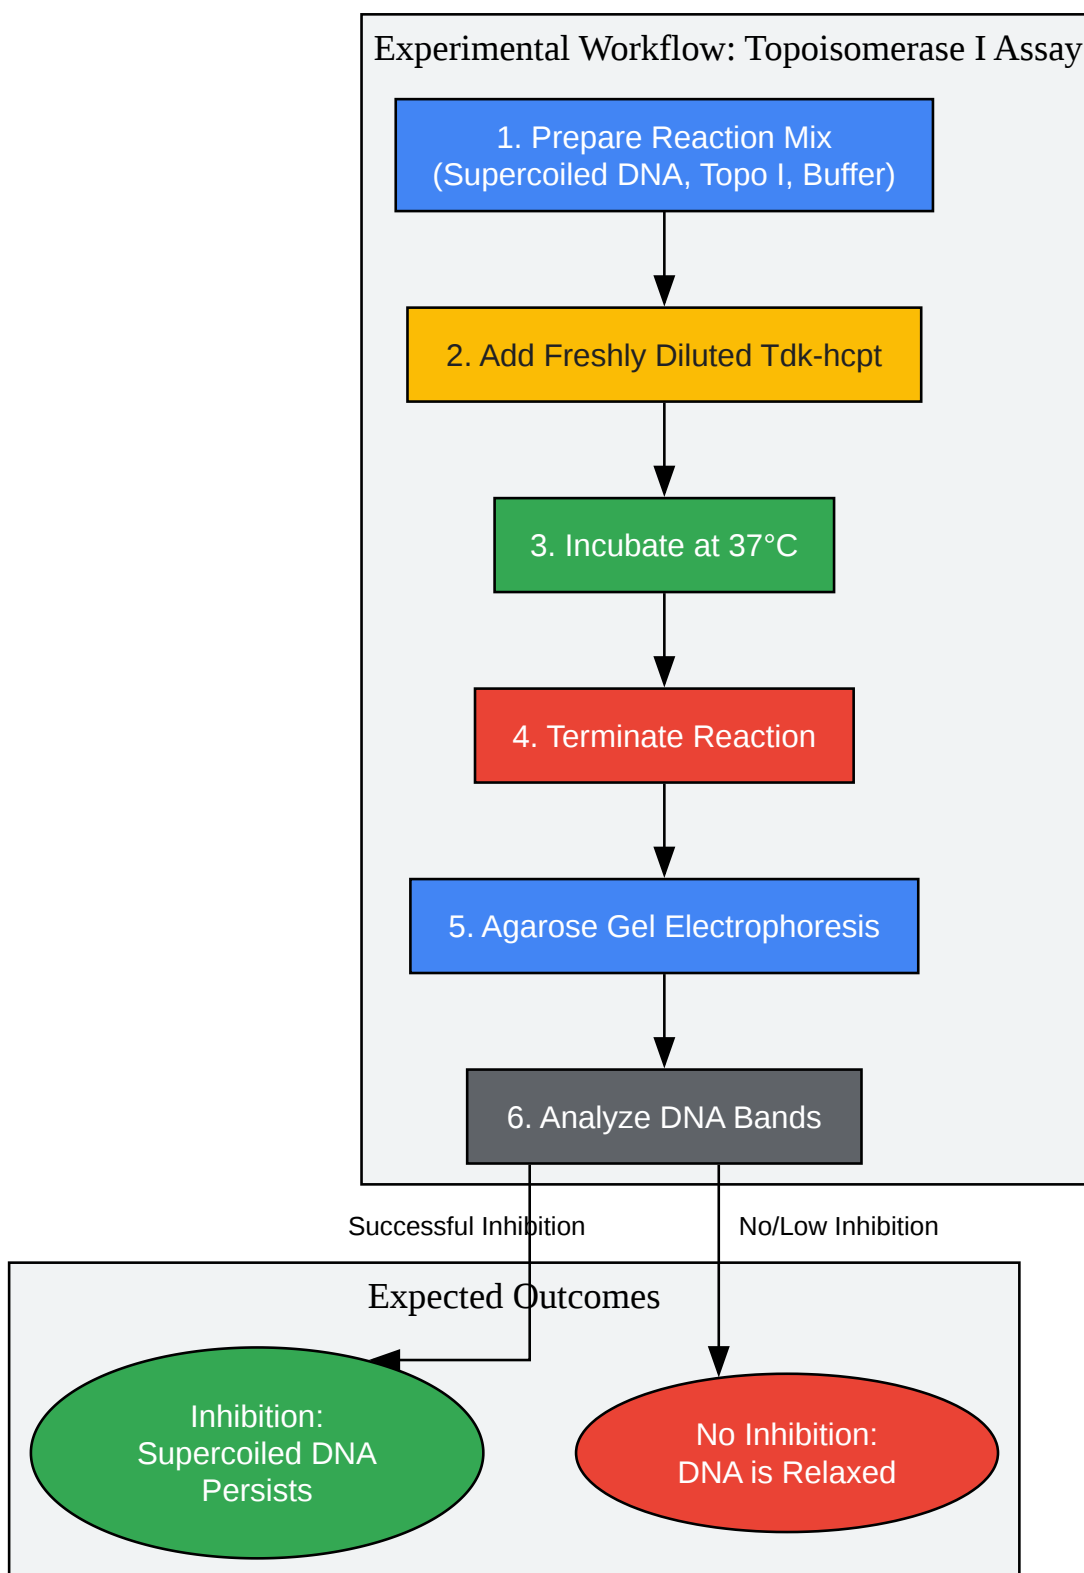 Experimental Workflow: Topoisomerase I Assay
1. Prepare Reaction Mix
(Supercoiled DNA, Topo I, Buffer)
2. Add Freshly Diluted Tdk-hcpt
3. Incubate at 37°C
4. Terminate Reaction
5. Agarose Gel Electrophoresis
6. Analyze DNA Bands
Successful Inhibition
No/Low Inhibition
Expected Outcomes
Inhibition:
Supercoiled DNA
Persists
No Inhibition:
DNA is Relaxed